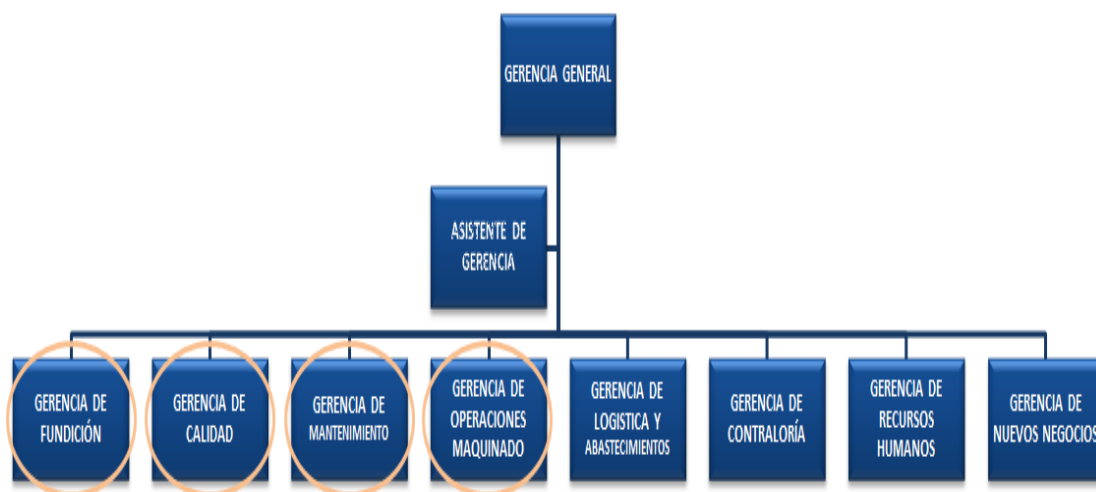 GERENCIA GENERAL
ASISTENTE DE
GERENCIA
GERENCIA DE
FUNDICIÓN
GERENCIA DE
CALIDAD
GERENCIA DE
MANTENIMIENTO
GERENCIA DE
OPERACIONES
MAQUINADO
GERENCIA DE
LOGISTICA Y
ABASTECIMIENTOS
GERENCIA DE
CONTRALORÍA
GERENCIA DE
RECURSOS
HUMANOS
GERENCIA DE
NUEVOS NEGOCIOS